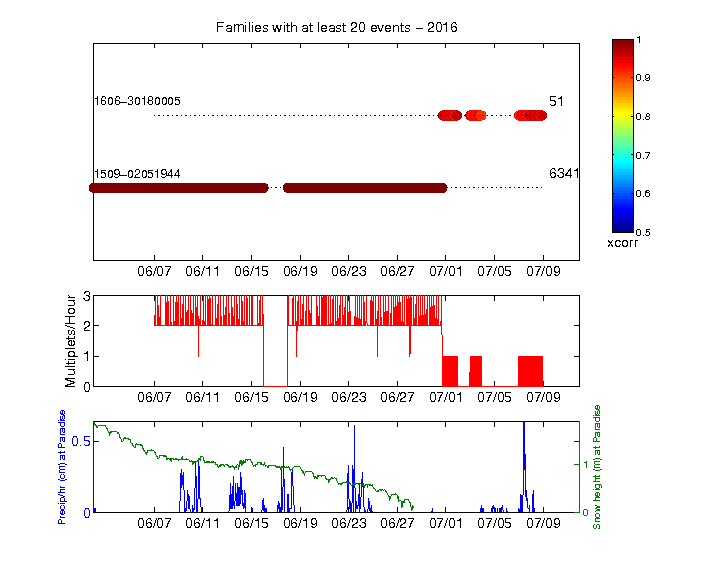 Families with at least 20 events – 2016
1606–30180005
51
1509–02051944
6341
06/07 06/11 06/15 06/19 06/23 06/27 07/01 07/05 07/09
1
0.9
0.8
0.7
0.6
0.5
xcorr
Multiplets/Hour
3
2
1
0
06/07 06/11 06/15 06/19 06/23 06/27 07/01 07/05 07/09
Precip/hr (cm) at Paradise
0.5
0
1
0
Snow height (m) at Paradise
06/07 06/11 06/15 06/19 06/23 06/27 07/01 07/05 07/09